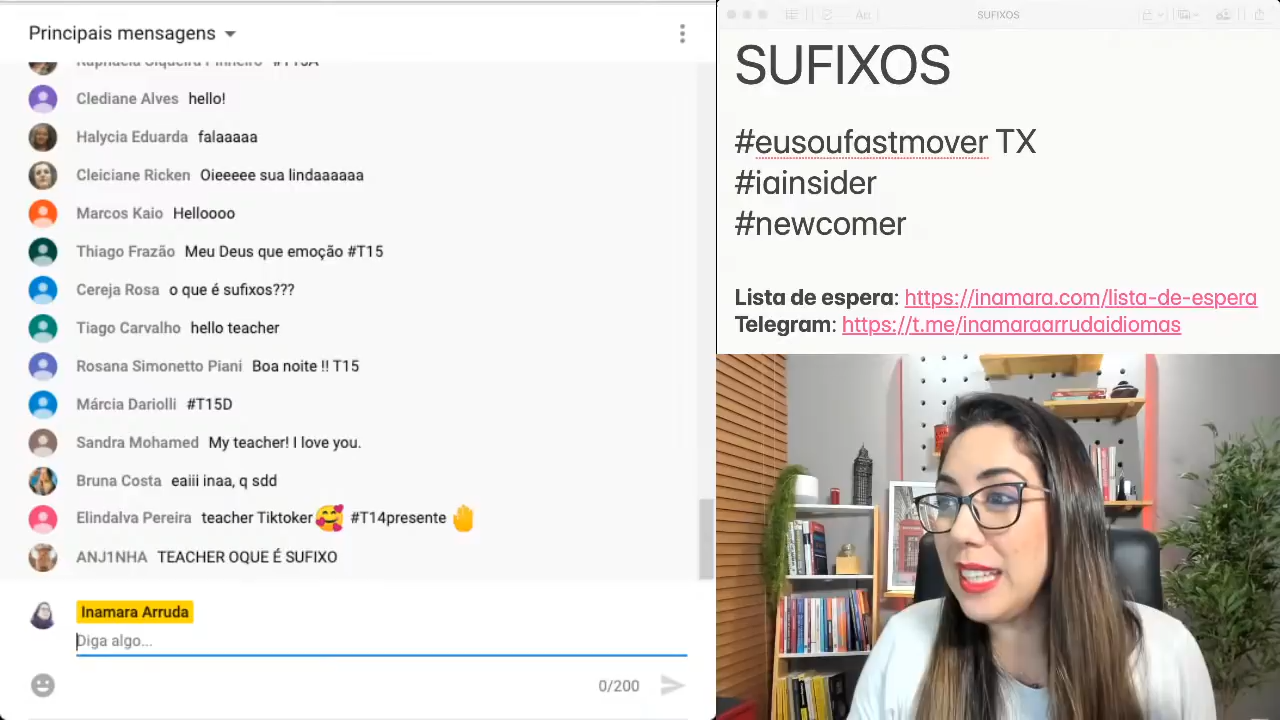 Principais mensagens
#T15A
Clediane Alves hello!
Halycia Eduarda falaaaaa
Cleiciane Ricken Oieeeee sua lindaaaaaa
Marcos Kaio Helloooo
Thiago Frazão Meu Deus que emoção #T15
Cereja Rosa o que é sufixos???
Tiago Carvalho hello teacher
Rosana Simonetto Piani Boa noite !! T15
Márcia Dariolli #T15D
Sandra Mohamed My teacher! I love you.
Bruna Costa eaiii inaa, q sdd
Elindalva Pereira teacher Tiktoker🥰 #T14presente 🤚
ANJ1NHA TEACHER OQUE É SUFIXO
Inamara Arruda
Diga algo...
0/200
SUFIXOS
SUFIXOS
#eusoufastmover TX
#iainsider
#newcomer
Lista de espera: https://inamara.com/lista-de-espera
Telegram: https://t.me/inamaraarrudaidiomas